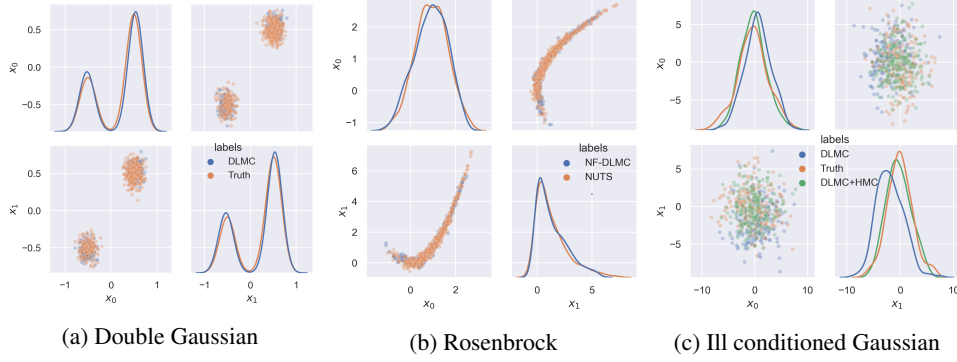 0.5
0.0
−0.5
x0
0.5
0.0
−0.5
x1
−1 0 1
x0
−1 0 1
x1
labels
DLMC
Truth
(a) Double Gaussian
2
1
0
−1
x0
6
4
2
0
x1
0 2
x0
0 5
x1
labels
NF-DLMC
NUTS
(b) Rosenbrock
5
0
−5
x0
5
0
−5
x1
−10 0 10
x0
−10 0 10
x1
labels
DLMC
Truth
DLMC+HMC
(c) Ill conditioned Gaussian